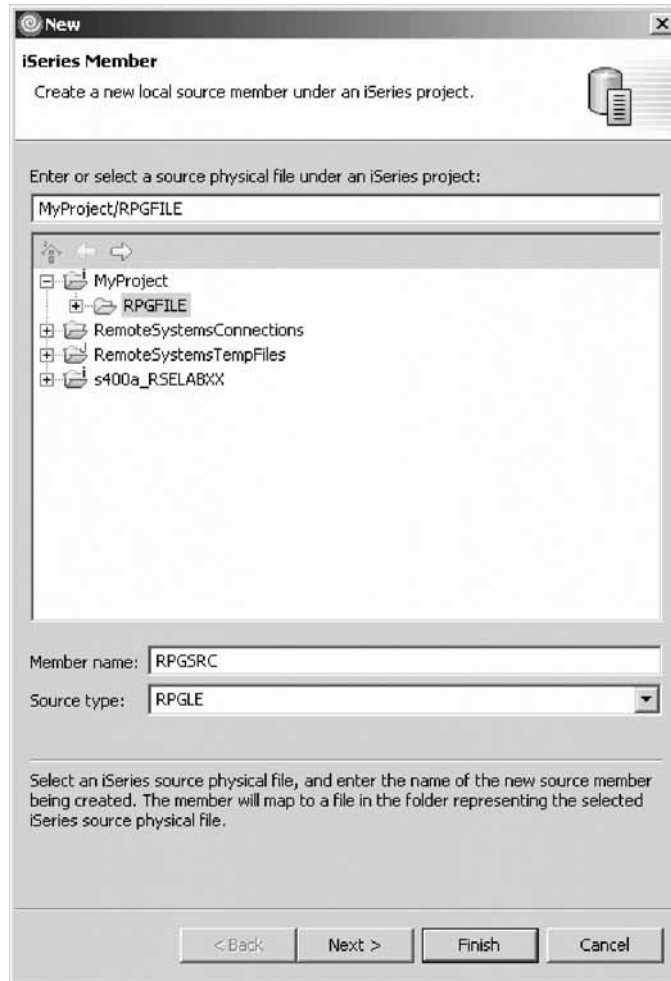 New
iSeries Member
Create a new local source member under an iSeries project.
Enter or select a source physical file under an iSeries project:
MyProject/RPGFILE
MyProject
RPGFILE
RemoteSystemsConnections
RemoteSystemsTempFiles
s400a_RSELABXX
Member name: RPGSRC
Source type: RPGLE
Select an iSeries source physical file, and enter the name of the new source member
being created. The member will map to a file in the folder representing the selected
iSeries source physical file.
< Back Next > Finish Cancel